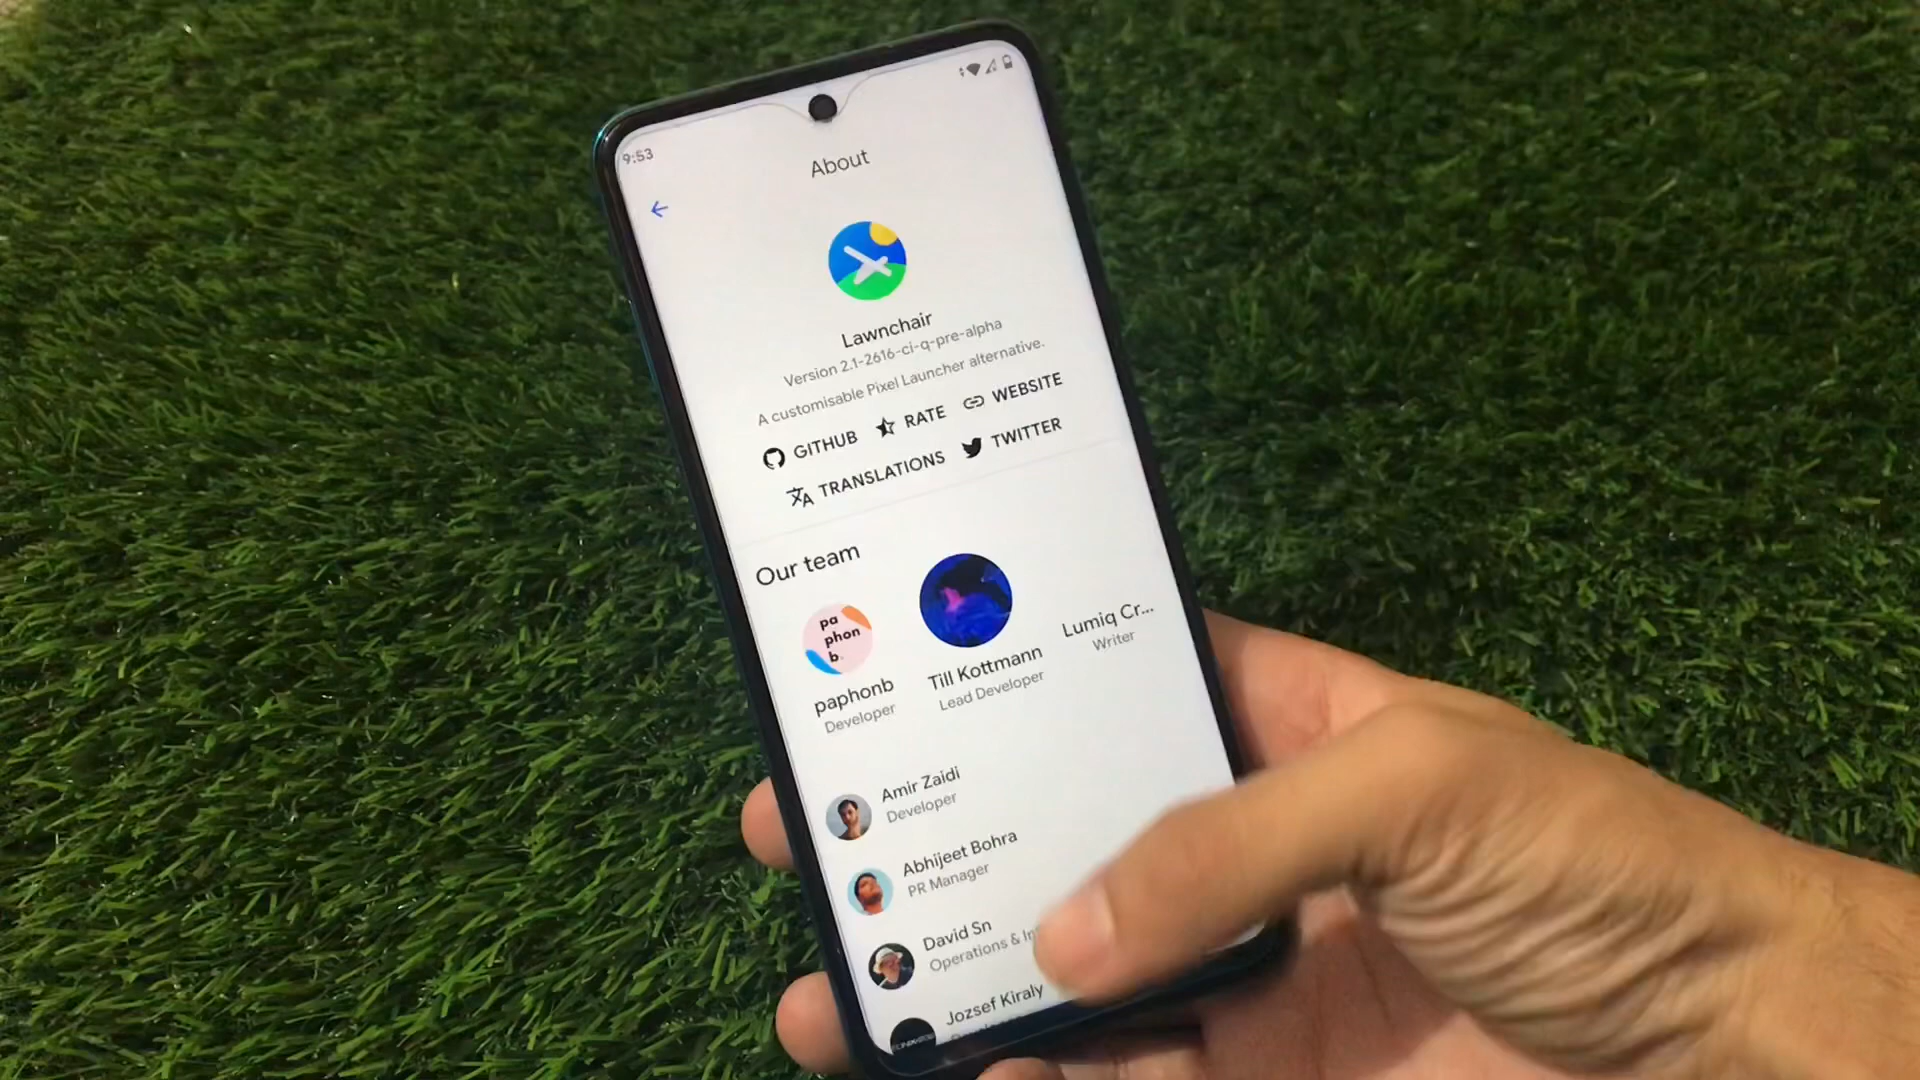 9:53
About
Lawnchair
Version 2.1-2616-ci-q-pre-alpha
A customisable Pixel Launcher alternative.
GITHUB
RATE
WEBSITE
TRANSLATIONS
TWITTER
Our team
pa
phon
b.
paphonb
Developer
Till Kottmann
Lead Developer
Lumiq Cr...
Writer
Amir Zaidi
Developer
Abhijeet Bohra
PR Manager
David Sn
Operations &
Jozsef Kiraly